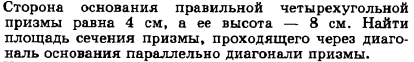 Сторона основания правильной четырехугольной
призмы равна 4 см, а ее высота — 8 см. Найти
площадь сечения призмы, проходящего через диаго-
наль основания параллельно диагонали призмы.